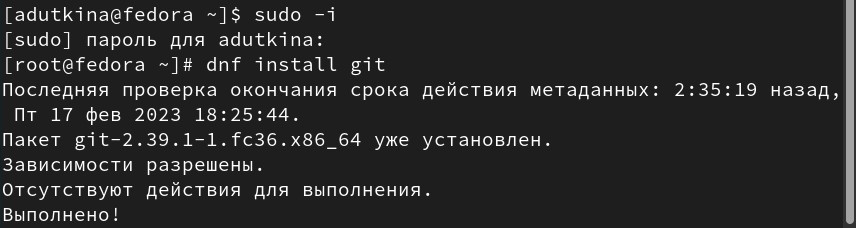 [adutkina@fedora ~]$ sudo -i
[sudo] пароль для adutkina:
[root@fedora ~]# dnf install git
Последняя проверка окончания срока действия метаданных: 2:35:19 назад,
 Пт 17 фев 2023 18:25:44.
Пакет git-2.39.1-1.fc36.x86_64 уже установлен.
Зависимости разрешены.
Отсутствуют действия для выполнения.
Выполнено!